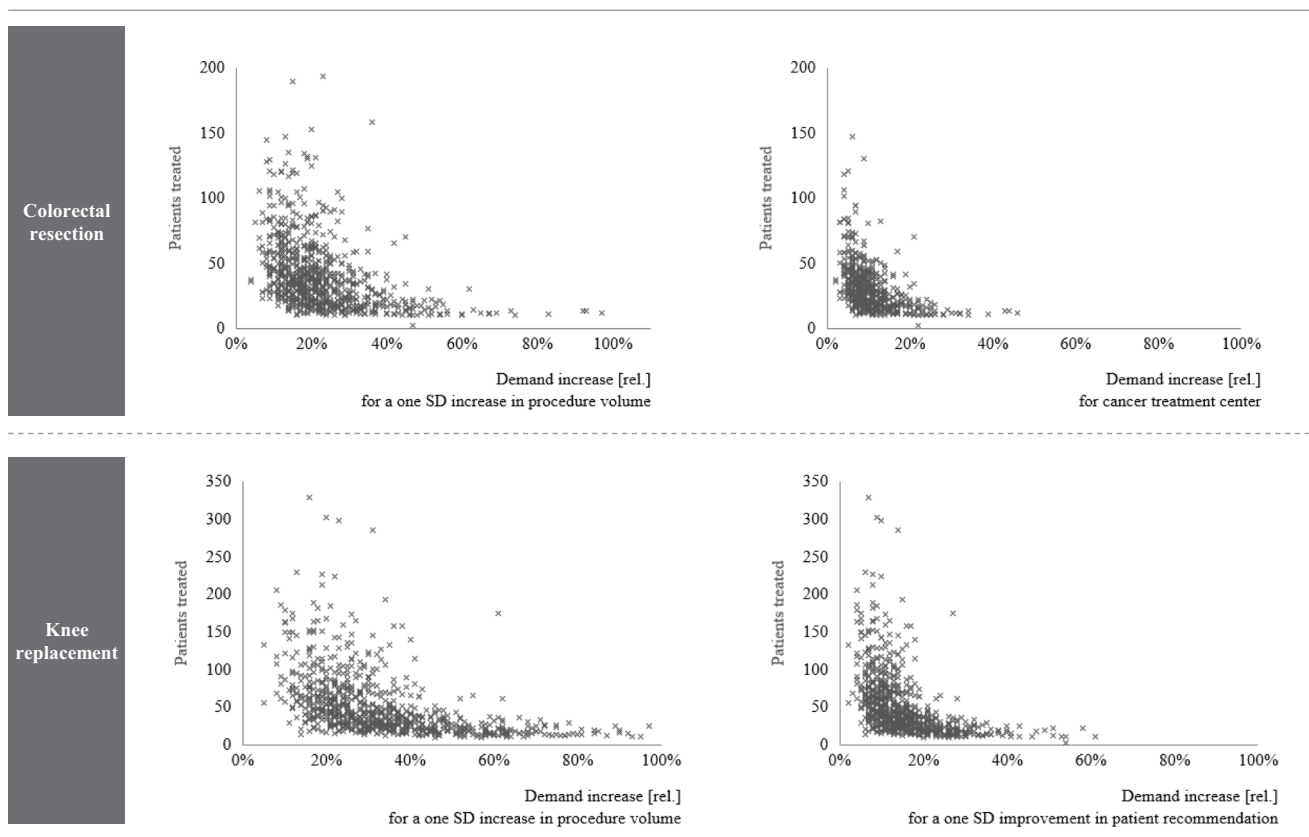 Colorectal
resection
Patients treated
200
150
100
50
0
0% 20% 40% 60% 80% 100%
Demand increase [rel.]
for a one SD increase in procedure volume
Patients treated
200
150
100
50
0
0% 20% 40% 60% 80% 100%
Demand increase [rel.]
for cancer treatment center
Knee
replacement
Patients treated
350
300
250
200
150
100
50
0
0% 20% 40% 60% 80% 100%
Demand increase [rel.]
for a one SD increase in procedure volume
Patients treated
350
300
250
200
150
100
50
0
0% 20% 40% 60% 80% 100%
Demand increase [rel.]
for a one SD improvement in patient recommendation